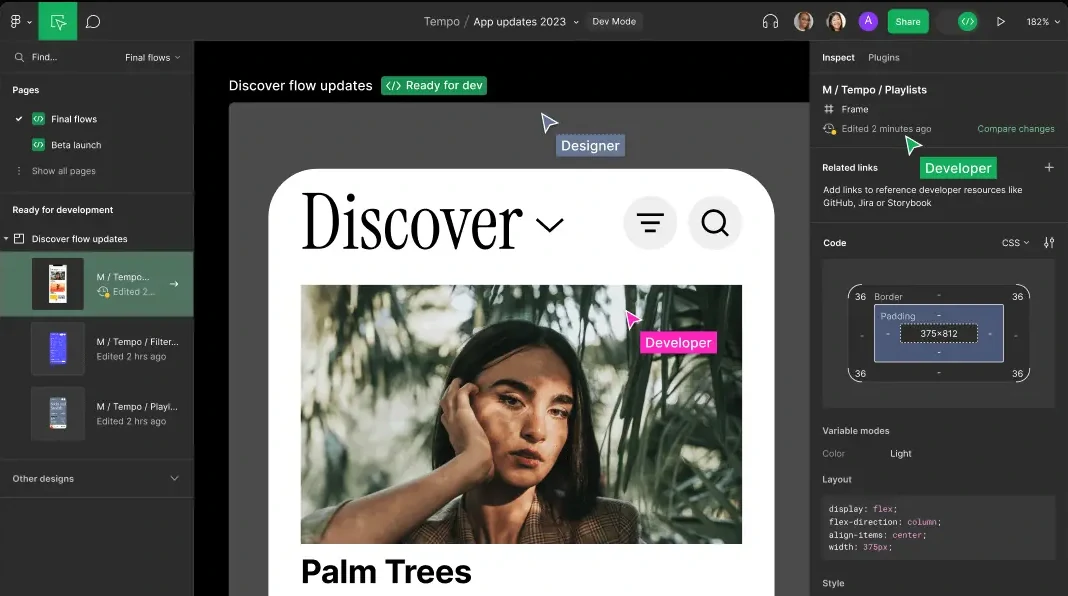 Tempo / App updates 2023
Dev Mode
A
Share
182%
Find...
Final flows
Pages
Final flows
Beta launch
Show all pages
Ready for development
Discover flow updates
M / Tempo...
Edited 2...
M / Tempo / Filter...
Edited 2 hrs ago
M / Tempo / Playl...
Edited 2 hrs ago
Other designs
Discover flow updates
</> Ready for dev
Designer
Discover
Developer
Palm Trees
Inspect
Plugins
M / Tempo / Playlists
Frame
Edited 2 minutes ago
Compare changes
Developer
Related links
Add links to reference developer resources like
GitHub, Jira or Storybook
Code
CSS
36 Border - 36
Padding -
- - 375×812 - -
-
36 - 36
Variable modes
Color Light
Layout
display: flex;
flex-direction: column;
align-items: center;
width: 375px;
Style